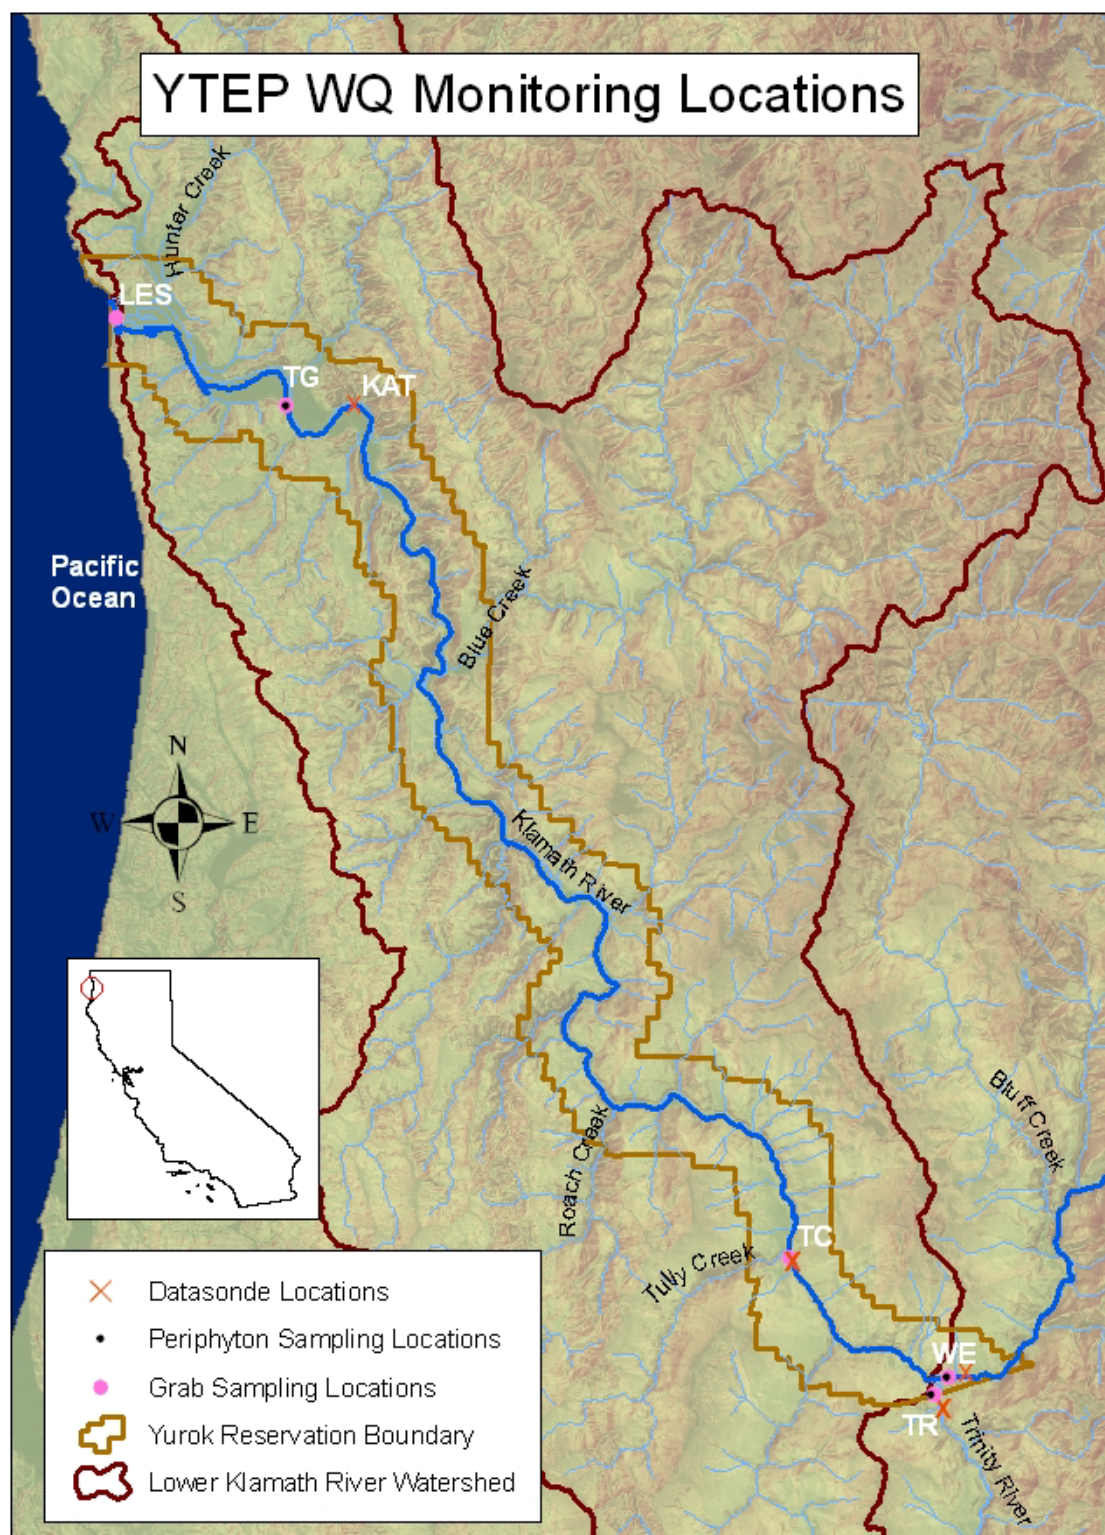 YTEP WQ Monitoring Locations
Hunter Creek
LES
TG
KAT
Pacific
Ocean
Blue Creek
N
W
E
S
Klamath River
Bluff Creek
Roach Creek
TC
Tully Creek
WE
TR
Trinity River
Datasonde Locations
Periphyton Sampling Locations
Grab Sampling Locations
Yurok Reservation Boundary
Lower Klamath River Watershed